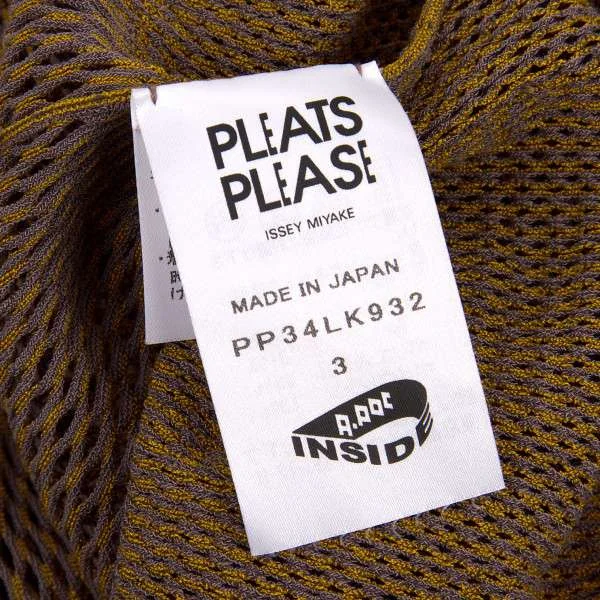 PLEATS
PLEASE
ISSEY MIYAKE
MADE IN JAPAN
PP34LK932
3
A.POC
INSIDE